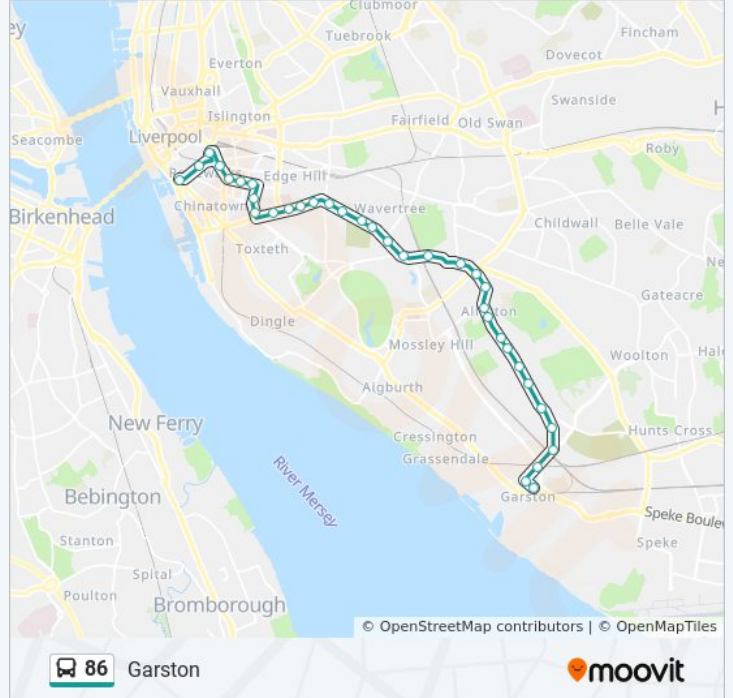 Clubmoor
Tuebrook
Fincham
Everton
Dovecot
Vauxhall
Swanside
Islington
Fairfield
Old Swan
Seacombe
Liverpool
Roby
Edge Hill
Birkenhead
Chinatown
Wavertree
Childwall
Belle Vale
Toxteth
Gateacre
Dingle
Mossley Hill
Woolton
Aigburth
New Ferry
Cressington
Hunts Cross
Grassendale
River Mersey
Bebington
Garston
Speke Boulev
Stanton
Speke
Spital
Poulton
Bromborough
© OpenStreetMap contributors | © OpenMapTiles
86 Garston
moovit